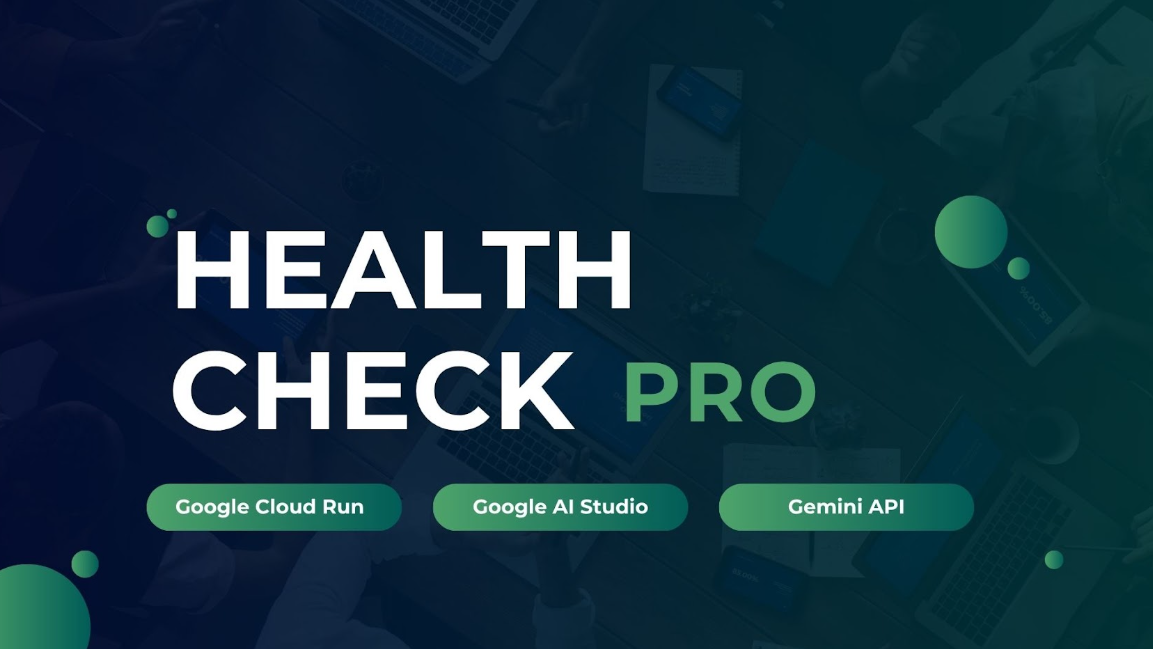 HEALTH
CHECK PRO
Google Cloud Run
Google AI Studio
Gemini API